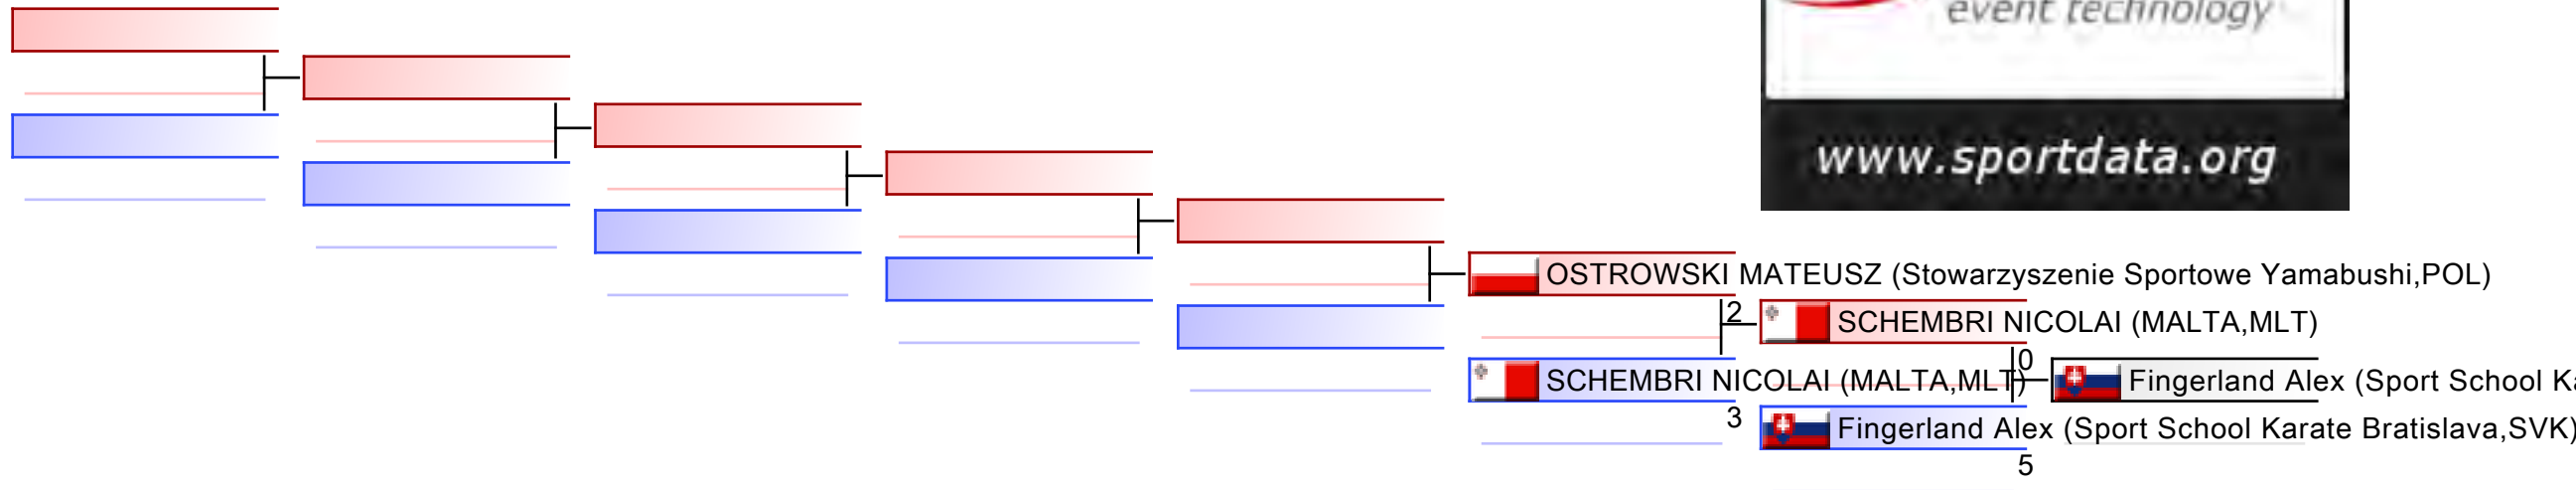 event technology
www.sportdata.org
OSTROWSKI MATEUSZ (Stowarzyszenie Sportowe Yamabushi,POL)
2
SCHEMBRI NICOLAI (MALTA,MLT)
0
SCHEMBRI NICOLAI (MALTA,MLT)
Fingerland Alex (Sport School
3
Fingerland Alex (Sport School Karate Bratislava,SVK)
5